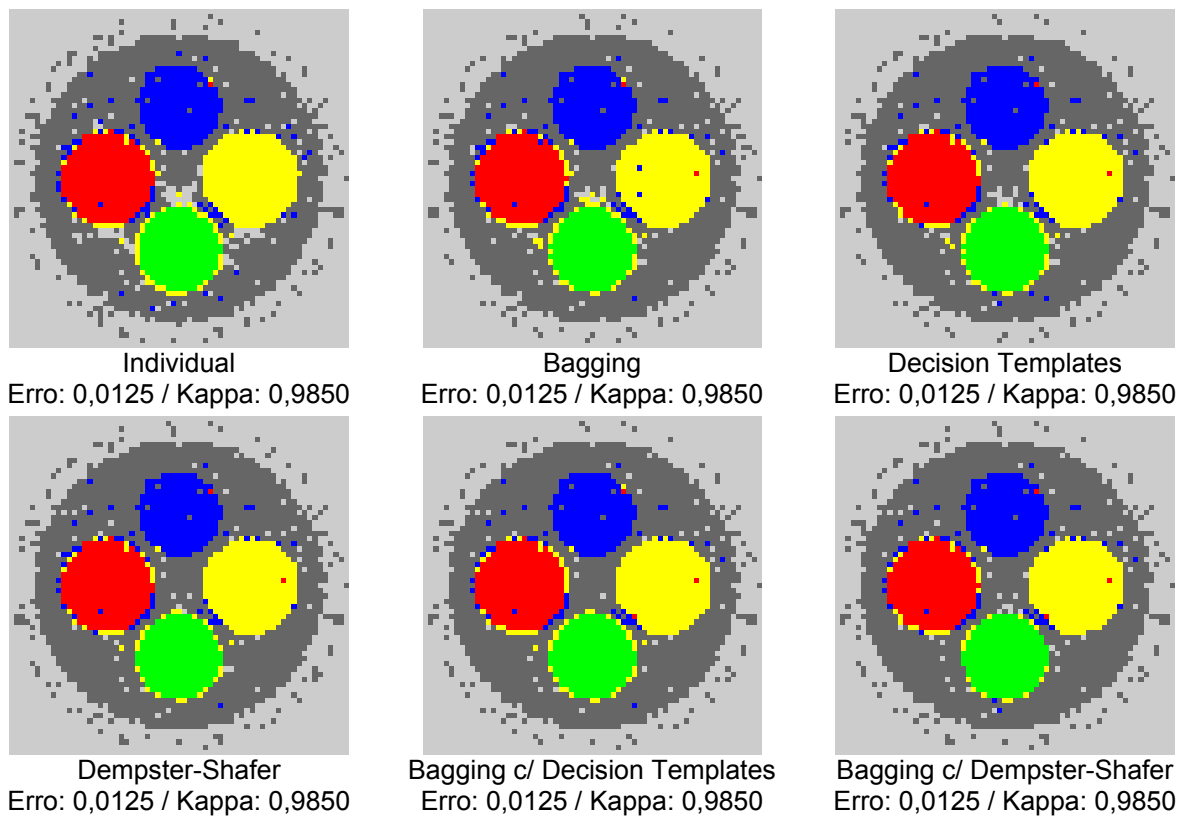 Individual
Erro: 0,0125 / Kappa: 0,9850
Bagging
Erro: 0,0125 / Kappa: 0,9850
Decision Templates
Erro: 0,0125 / Kappa: 0,9850
Dempster-Shafer
Erro: 0,0125 / Kappa: 0,9850
Bagging c/ Decision Templates
Erro: 0,0125 / Kappa: 0,9850
Bagging c/ Dempster-Shafer
Erro: 0,0125 / Kappa: 0,9850